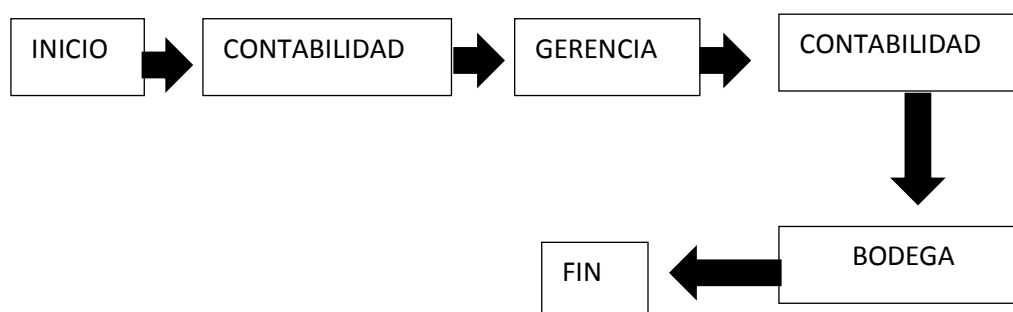 INICIO
CONTABILIDAD
GERENCIA
CONTABILIDAD
BODEGA
FIN